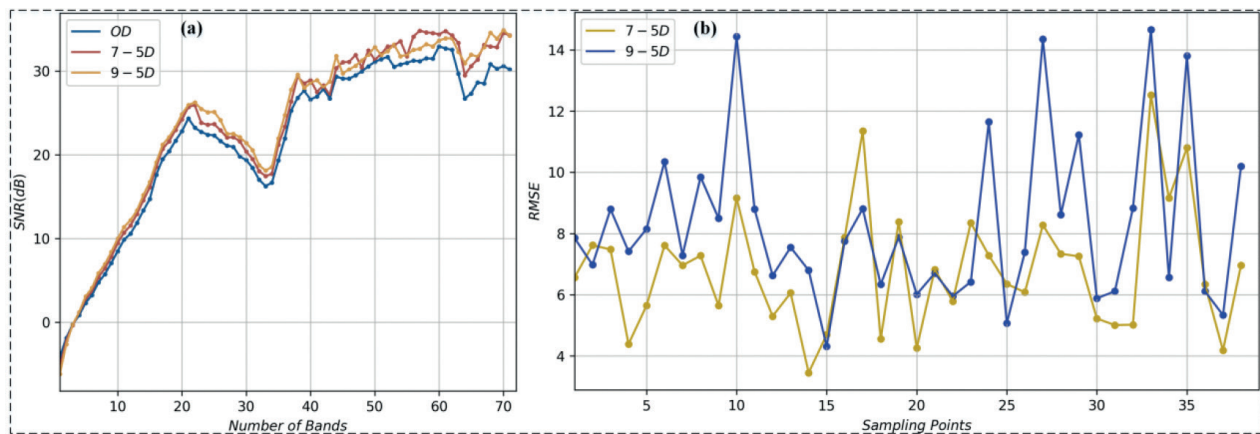 (a)
OD
7 – 5D
9 – 5D
SNR(dB)
30
20
10
0
10 20 30 40 50 60 70
Number of Bands
(b)
7 – 5D
9 – 5D
RMSE
14
12
10
8
6
4
5 10 15 20 25 30 35
Sampling Points